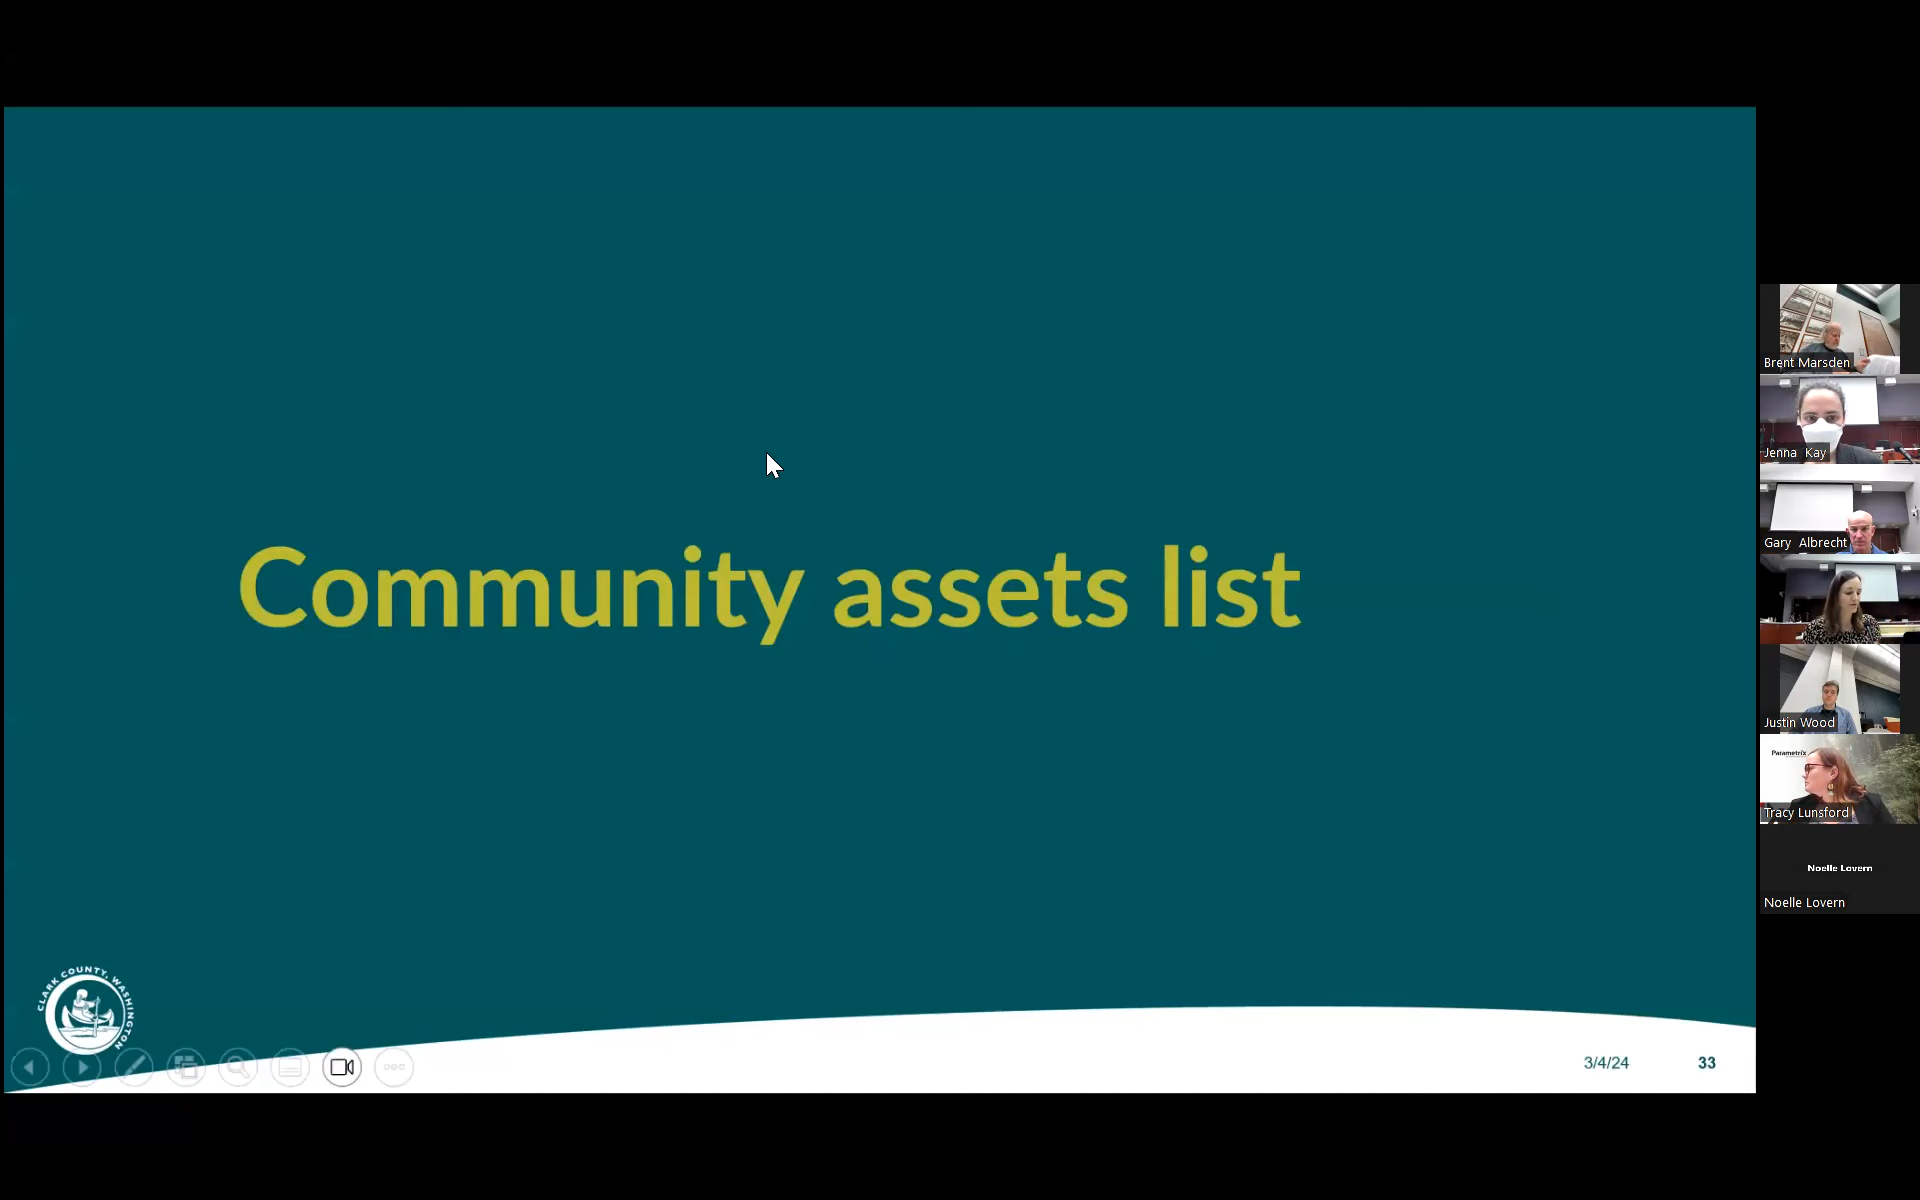 Community assets list
CLARK COUNTY, WASHINGTON
3/4/24
33
Brent Marsden
Jenna Kay
Gary Albrecht
Justin Wood
Parametrix
Tracy Lunsford
Noelle Lovern
Noelle Lovern